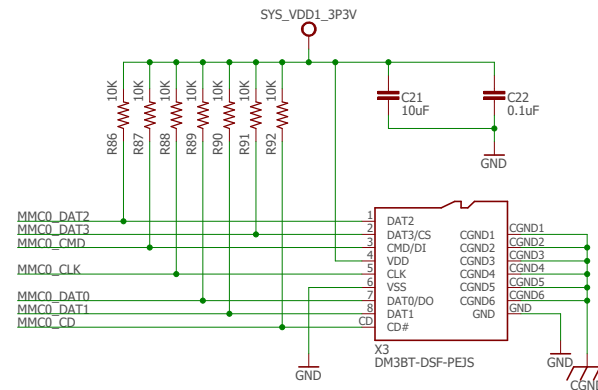 SYS_VDD1_3P3V
10K 10K 10K 10K 10K 10K 10K
R86 R87 R88 R89 R90 R91 R92
C21
10uF
C22
0.1uF
GND
MMC0_DAT2
MMC0_DAT3
MMC0_CMD
MMC0_CLK
MMC0_DAT0
MMC0_DAT1
MMC0_CD
1 DAT2
2 DAT3/CS CGND1 CGND1
3 CMD/DI CGND2 CGND2
4 VDD CGND3 CGND3
5 CLK CGND4 CGND4
6 VSS CGND5 CGND5
7 DAT0/DO CGND6 CGND6
8 DAT1 GND GND
CD CD#
X3
DM3BT-DSF-PEJS
GND
GND
CGND